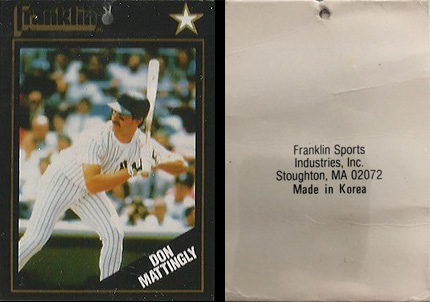 Franklin
DON
MATTINGLY
Franklin Sports
Industries, Inc.
Stoughton, MA 02072
Made in Korea